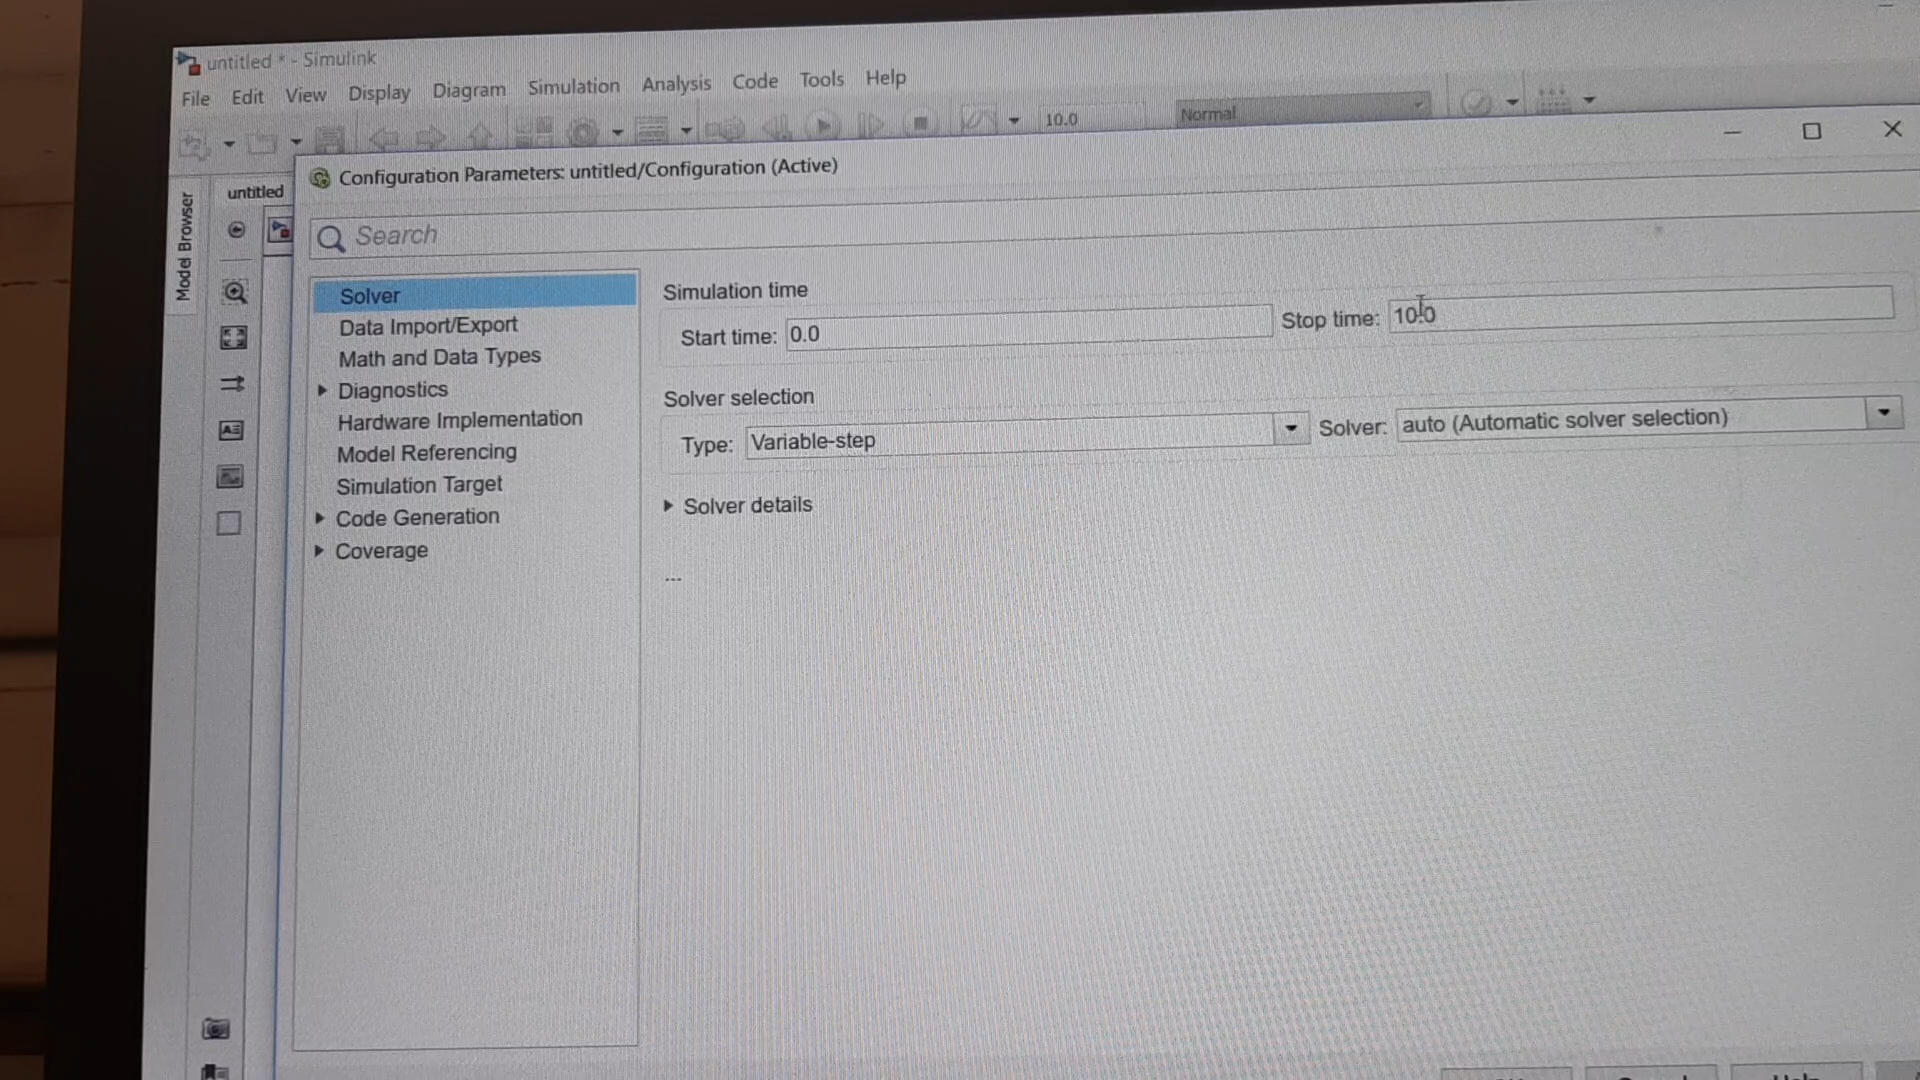 untitled * - Simulink
File Edit View Display Diagram Simulation Analysis Code Tools Help
10.0 Normal
Model Browser
untitled
Configuration Parameters: untitled/Configuration (Active)
Search
Solver
Data Import/Export
Math and Data Types
Diagnostics
Hardware Implementation
Model Referencing
Simulation Target
Code Generation
Coverage
Simulation time
Start time: 0.0 Stop time: 10.0
Solver selection
Type: Variable-step Solver: auto (Automatic solver selection)
Solver details
...